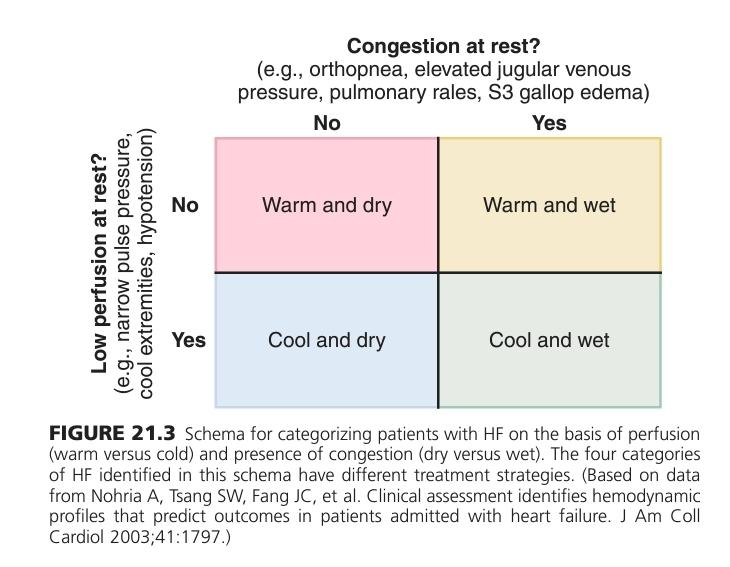 Congestion at rest?
(e.g., orthopnea, elevated jugular venous
pressure, pulmonary rales, S3 gallop edema)
No
Yes
Low perfusion at rest?
(e.g., narrow pulse pressure,
cool extremities, hypotension)
No
Warm and dry
Warm and wet
Yes
Cool and dry
Cool and wet
FIGURE 21.3 Schema for categorizing patients with HF on the basis of perfusion
(warm versus cold) and presence of congestion (dry versus wet). The four categories
of HF identified in this schema have different treatment strategies. (Based on data
from Nohria A, Tsang SW, Fang JC, et al. Clinical assessment identifies hemodynamic
profiles that predict outcomes in patients admitted with heart failure. J Am Coll
Cardiol 2003;41:1797.)